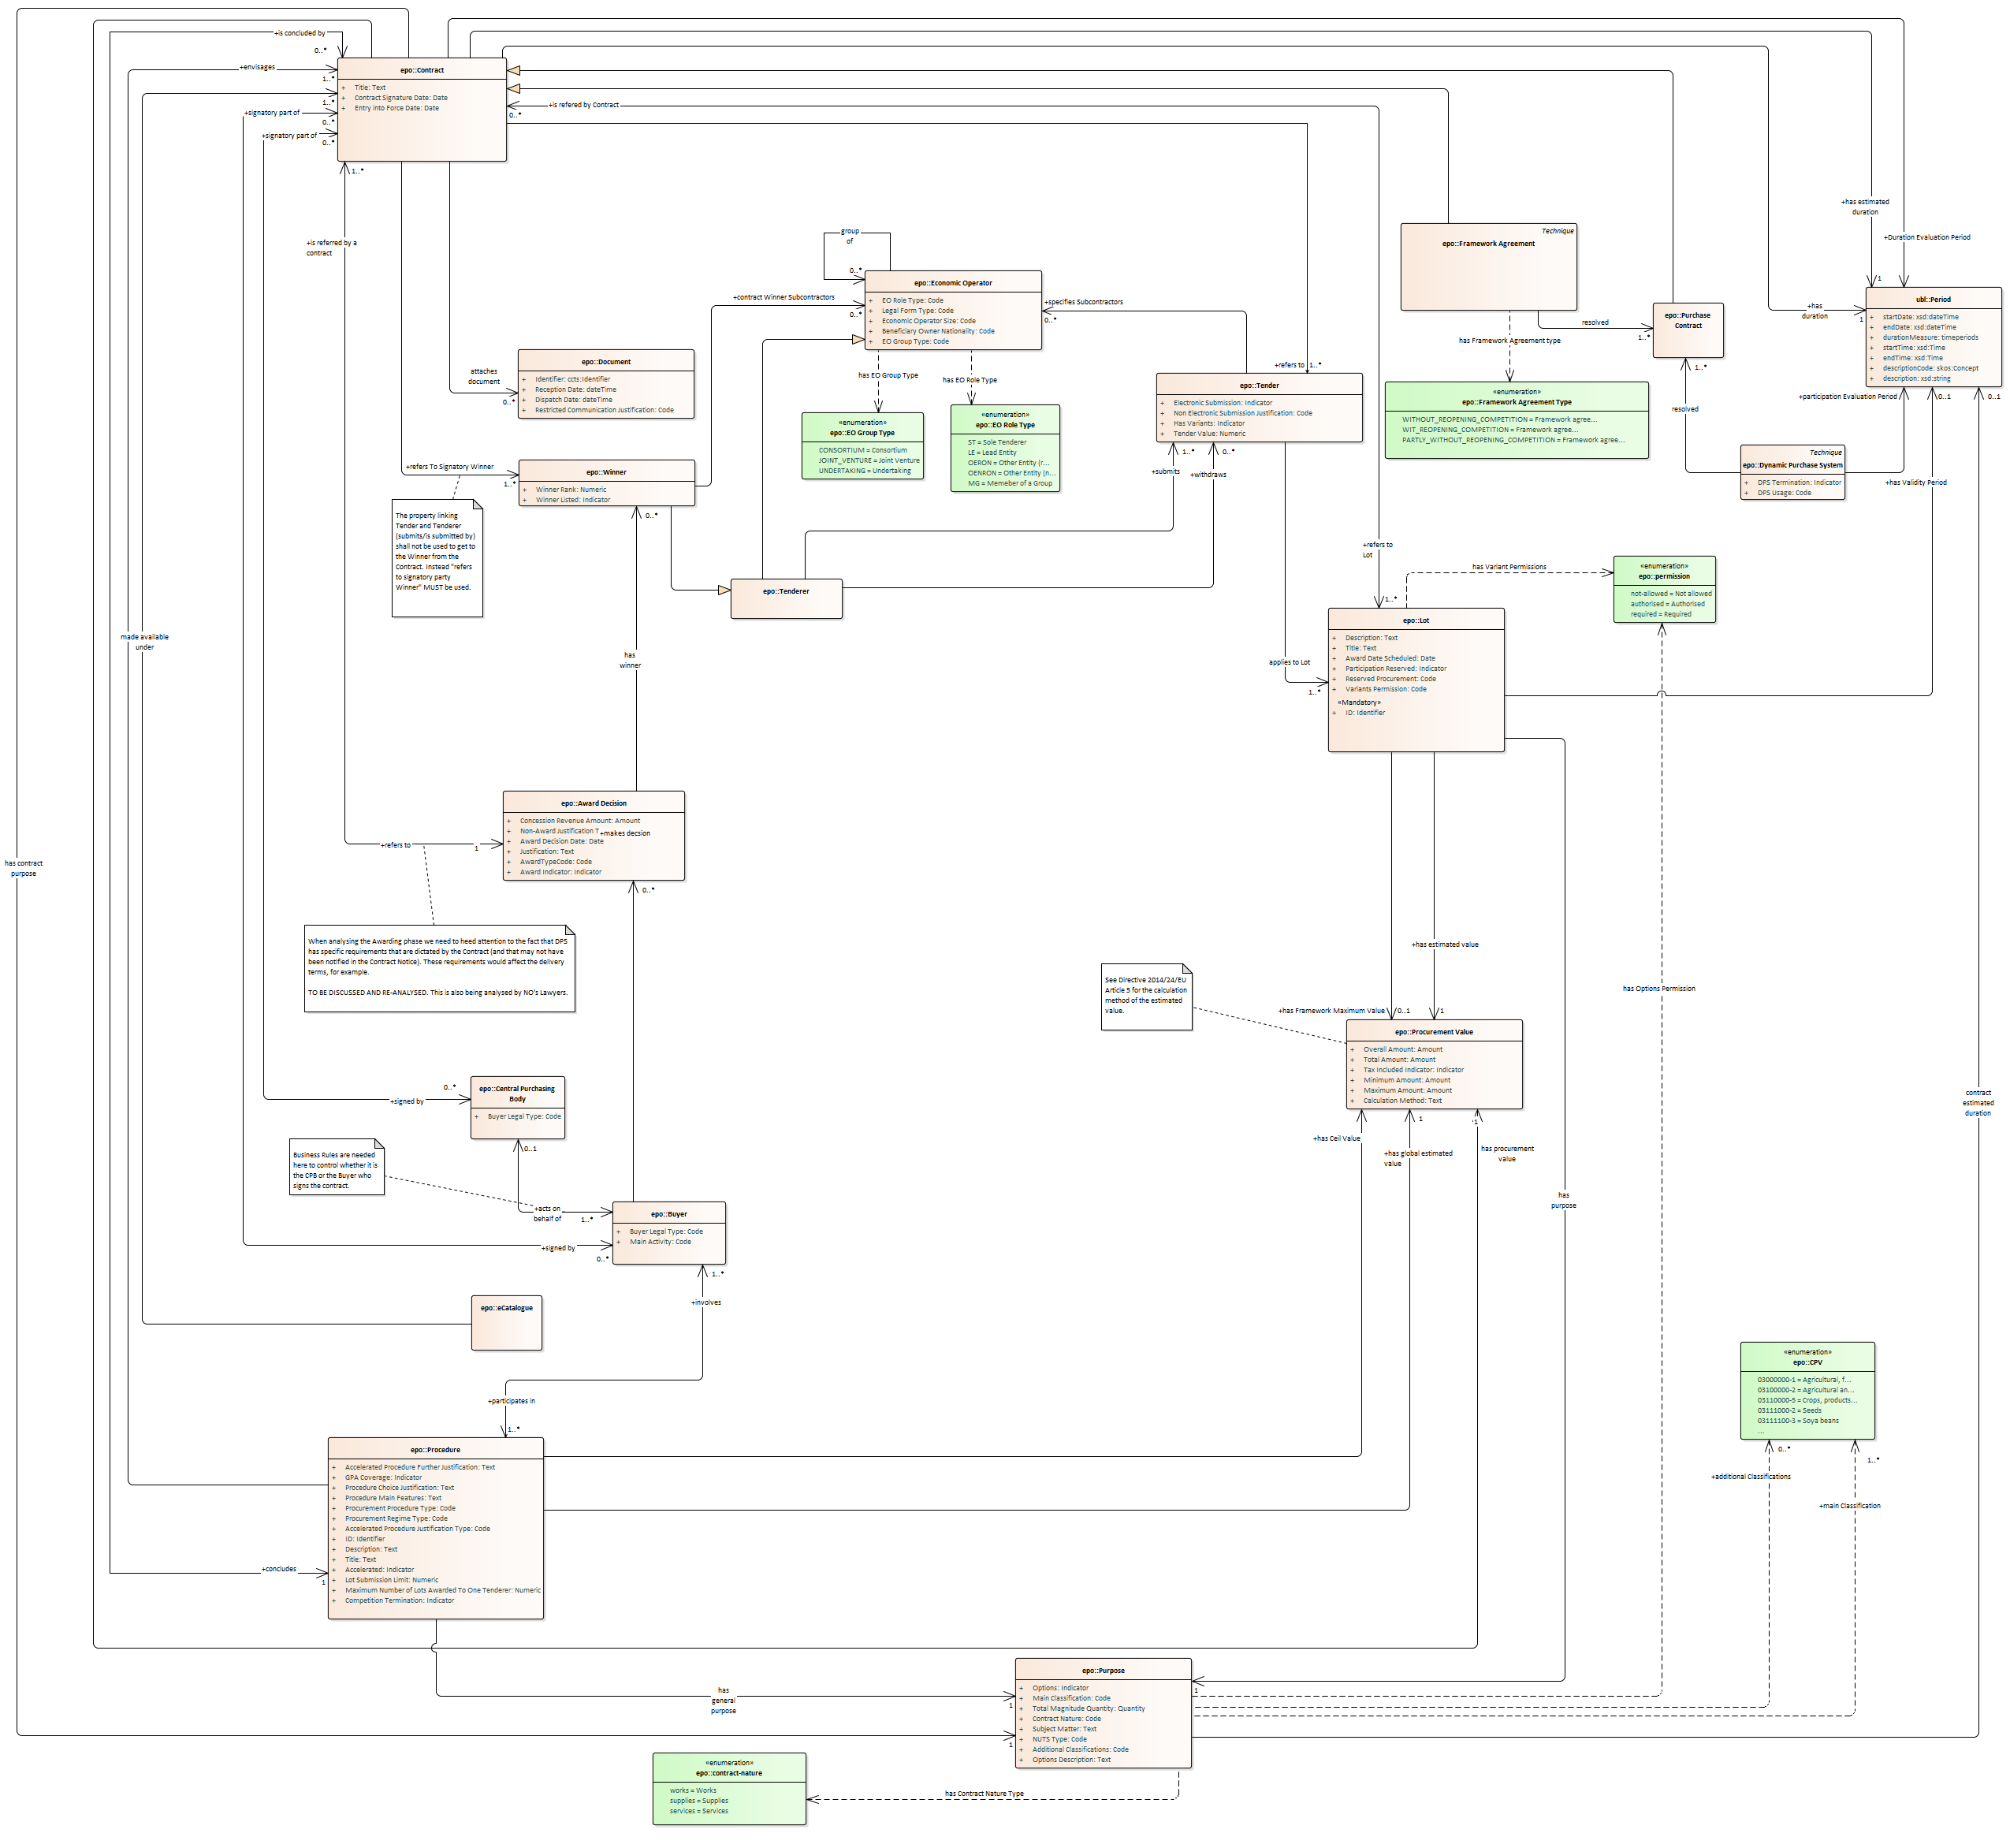 +is concluded by
0..*
+envisages
1..*
1..*
+signatory part of
0..*
+signatory part of
0..*
epo::Contract
+ Title: Text
+ Contract Signature Date: Date
+ Entry into Force Date: Date
+is refered by Contract
0..*
1..*
+is referred by a
contract
+has estimated
duration
1
+Duration Evaluation Period
+has
duration
1
ubl::Period
+ startDate: xsd:dateTime
+ endDate: xsd:dateTime
+ durationMeasure: timeperiods
+ startTime: xsd:Time
+ endTime: xsd:Time
+ descriptionCode: skos:Concept
+ description: xsd:string
+participation Evaluation Period
0..1
0..1
+has Validity Period
Technique
epo::Framework Agreement
resolved
1..*
has Framework Agreement type
epo::Purchase
Contract
1..*
resolved
«enumeration»
epo::Framework Agreement Type
WITHOUT_REOPENING_COMPETITION = Framework agree...
WIT_REOPENING_COMPETITION = Framework agree...
PARTLY_WITHOUT_REOPENING_COMPETITION = Framework agree...
Technique
epo::Dynamic Purchase System
+ DPS Termination: Indicator
+ DPS Usage: Code
group
of
0..*
+contract Winner Subcontractors
0..*
epo::Economic Operator
+ EO Role Type: Code
+ Legal Form Type: Code
+ Economic Operator Size: Code
+ Beneficiary Owner Nationality: Code
+ EO Group Type: Code
+specifies Subcontractors
0..*
has EO Group Type
has EO Role Type
«enumeration»
epo::EO Group Type
CONSORTIUM = Consortium
JOINT_VENTURE = Joint Venture
UNDERTAKING = Undertaking
«enumeration»
epo::EO Role Type
ST = Sole Tenderer
LE = Lead Entity
OERON = Other Entity (r...
OENRON = Other Entity (n...
MG = Memeber of a Group
attaches
document
0..*
epo::Document
+ Identifier: ccts:Identifier
+ Reception Date: dateTime
+ Dispatch Date: dateTime
+ Restricted Communication Justification: Code
+refers to
1..*
epo::Tender
+ Electronic Submission: Indicator
+ Non Electronic Submission Justification: Code
+ Has Variants: Indicator
+ Tender Value: Numeric
+submits
1..*
+withdraws
0..*
+refers To Signatory Winner
1..*
epo::Winner
+ Winner Rank: Numeric
+ Winner Listed: Indicator
0..*
The property linking
Tender and Tenderer
(submits/is submitted by)
shall not be used to get to
the Winner from the
Contract. Instead "refers
to signatory party
Winner" MUST be used.
epo::Tenderer
+refers to
Lot
1..*
has Variant Permissions
«enumeration»
epo::permission
not-allowed = Not allowed
authorised = Authorised
required = Required
made available
under
has
winner
applies to Lot
1..*
epo::Lot
+ Description: Text
+ Title: Text
+ Award Date Scheduled: Date
+ Participation Reserved: Indicator
+ Reserved Procurement: Code
+ Variants Permission: Code
«Mandatory»
+ ID: Identifier
has contract
purpose
+refers to
1
epo::Award Decision
+ Concession Revenue Amount: Amount
+ Non-Award Justification T
+makes decsion
+ Award Decision Date: Date
+ Justification: Text
+ AwardTypeCode: Code
+ Award Indicator: Indicator
0..*
When analysing the Awarding phase we need to heed attention to the fact that DPS
has specific requirements that are dictated by the Contract (and that may not have
been notified in the Contract Notice). These requirements would affect the delivery
terms, for example.
TO BE DISCUSSED AND RE-ANALYSED. This is also being analysed by NO's Lawyers.
+has estimated value
See Directive 2014/24/EU
Article 5 for the calculation
method of the estimated
value.
+has Framework Maximum Value
0..1
1
has Options Permission
epo::Procurement Value
+ Overall Amount: Amount
+ Total Amount: Amount
+ Tax Included Indicator: Indicator
+ Minimum Amount: Amount
+ Maximum Amount: Amount
+ Calculation Method: Text
+has Ceil Value
1
+has global estimated
value
1
has procurement
value
contract
estimated
duration
0..*
+signed by
epo::Central Purchasing
Body
+ Buyer Legal Type: Code
0..1
Business Rules are needed
here to control whether it is
the CPB or the Buyer who
signs the contract.
+acts on
behalf of
1..*
epo::Buyer
+ Buyer Legal Type: Code
+ Main Activity: Code
+signed by
0..*
1..*
+involves
has
purpose
epo::eCatalogue
+participates in
1..*
epo::Procedure
+ Accelerated Procedure Further Justification: Text
+ GPA Coverage: Indicator
+ Procedure Choice Justification: Text
+ Procedure Main Features: Text
+ Procurement Procedure Type: Code
+ Procurement Regime Type: Code
+ Accelerated Procedure Justification Type: Code
+ ID: Identifier
+ Description: Text
+ Title: Text
+ Accelerated: Indicator
+ Lot Submission Limit: Numeric
+ Maximum Number of Lots Awarded To One Tenderer: Numeric
+ Competition Termination: Indicator
+concludes
1
«enumeration»
epo::CPV
03000000-1 = Agricultural, f...
03100000-2 = Agricultural an...
03110000-5 = Crops, products...
03111000-2 = Seeds
03111100-3 = Soya beans
...
0..*
1..*
+additional Classifications
+main Classification
has
general
purpose
1
1
1
epo::Purpose
+ Options: Indicator
+ Main Classification: Code
+ Total Magnitude Quantity: Quantity
+ Contract Nature: Code
+ Subject Matter: Text
+ NUTS Type: Code
+ Additional Classifications: Code
+ Options Description: Text
«enumeration»
epo::contract-nature
works = Works
supplies = Supplies
services = Services
has Contract Nature Type